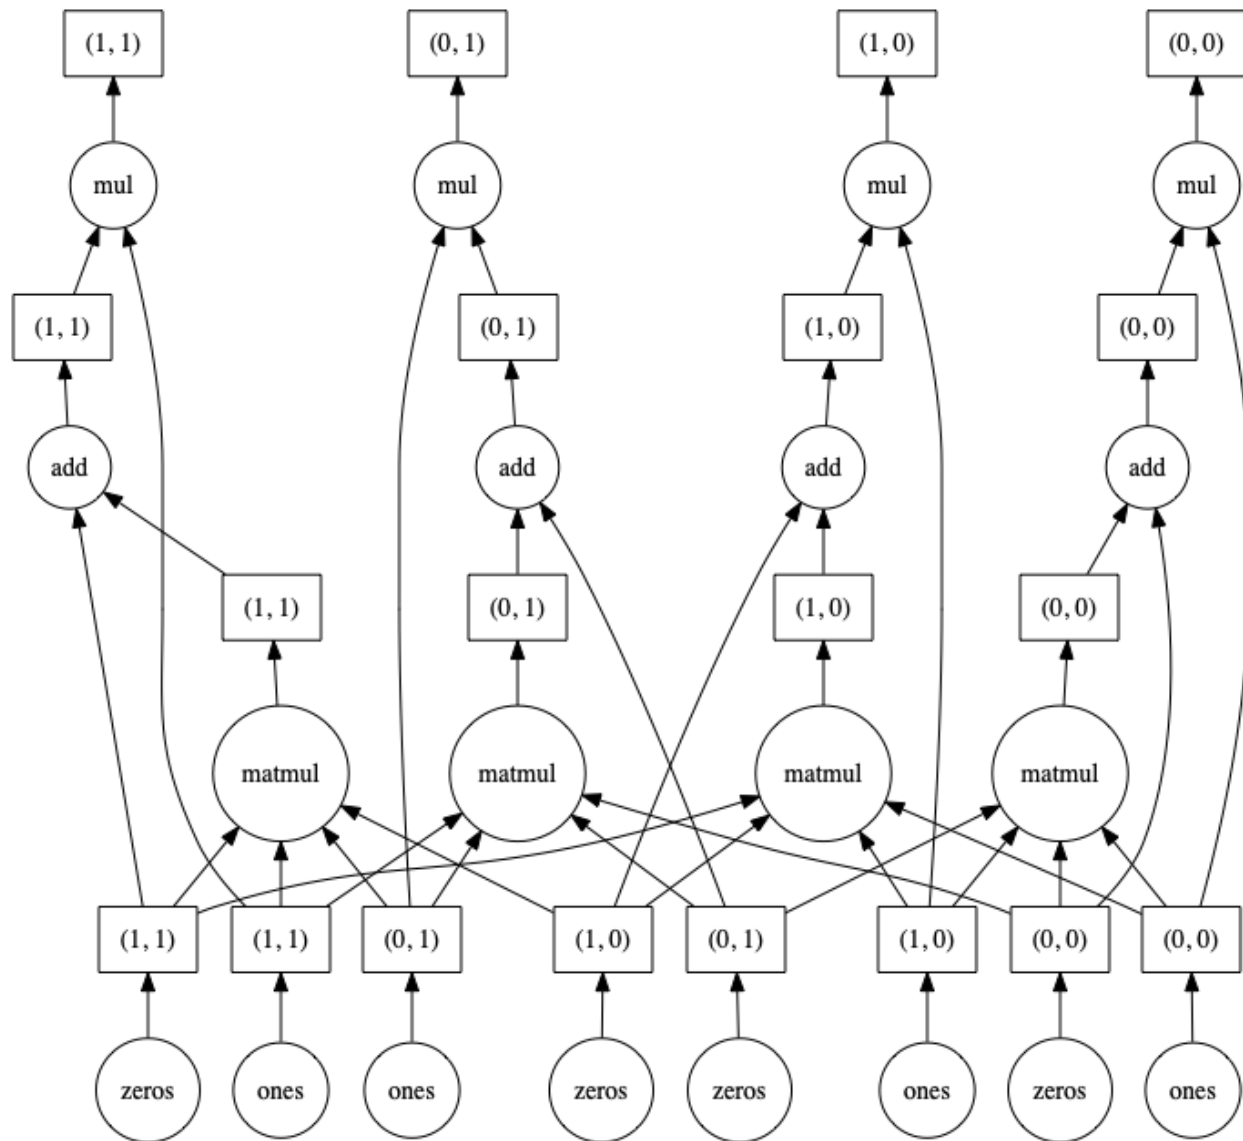 (1, 1) (0, 1) (1, 0) (0, 0)
mul mul mul mul
(1, 1) (0, 1) (1, 0) (0, 0)
add add add add
(1, 1) (0, 1) (1, 0) (0, 0)
matmul matmul matmul matmul
(1, 1) (1, 1) (0, 1) (1, 0) (0, 1) (1, 0) (0, 0) (0, 0)
zeros ones ones zeros zeros ones zeros ones